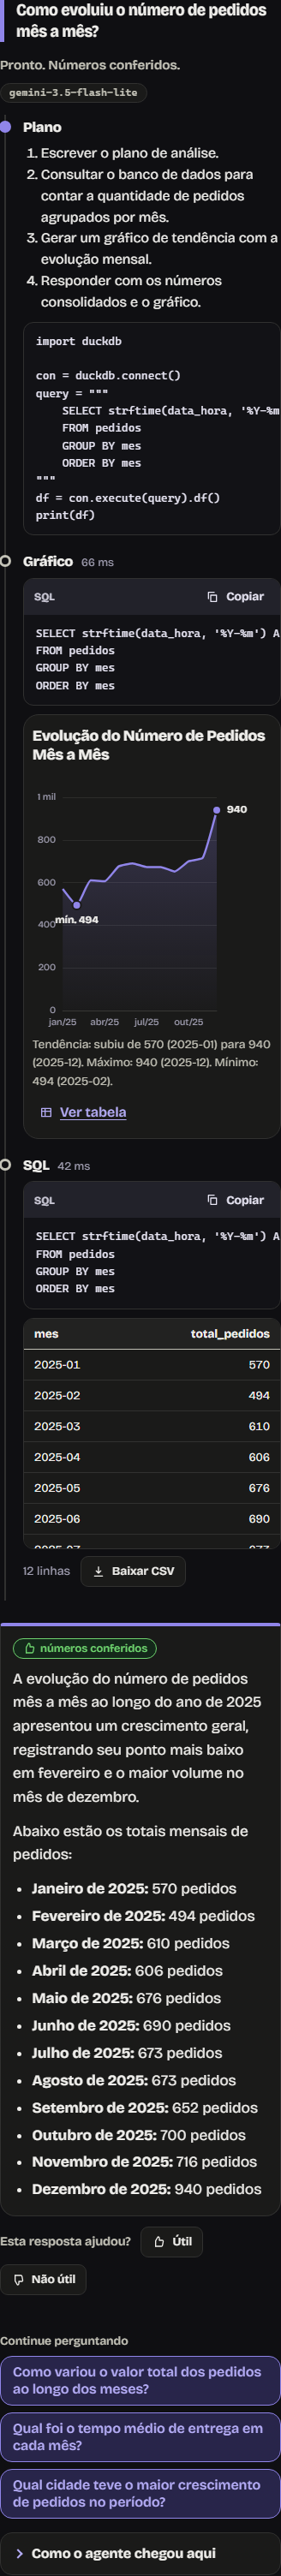 Como evoluiu o número de pedidos
mês a mês?
Pronto. Números conferidos.
gemini-3.5-flash-lite
Plano
1. Escrever o plano de análise.
2. Consultar o banco de dados para
contar a quantidade de pedidos
agrupados por mês.
3. Gerar um gráfico de tendência com a
evolução mensal.
4. Responder com os números
consolidados e o gráfico.
import duckdb
con = duckdb.connect()
query = """
SELECT strftime(data_hora, '%Y-%m
FROM pedidos
GROUP BY mes
ORDER BY mes
"""
df = con.execute(query).df()
print(df)
Gráfico 66 ms
SQL Copiar
SELECT strftime(data_hora, '%Y-%m') A
FROM pedidos
GROUP BY mes
ORDER BY mes
Evolução do Número de Pedidos
Mês a Mês
1 mil
940
800
600
400
mín. 494
200
0
jan/25 abr/25 jul/25 out/25
Tendência: subiu de 570 (2025-01) para 940
(2025-12). Máximo: 940 (2025-12). Mínimo:
494 (2025-02).
Ver tabela
SQL 42 ms
SQL Copiar
SELECT strftime(data_hora, '%Y-%m') A
FROM pedidos
GROUP BY mes
ORDER BY mes
mes total_pedidos
2025-01 570
2025-02 494
2025-03 610
2025-04 606
2025-05 676
2025-06 690
2025-07 673
12 linhas Baixar CSV
números conferidos
A evolução do número de pedidos
mês a mês ao longo do ano de 2025
apresentou um crescimento geral,
registrando seu ponto mais baixo
em fevereiro e o maior volume no
mês de dezembro.
Abaixo estão os totais mensais de
pedidos:
• Janeiro de 2025: 570 pedidos
• Fevereiro de 2025: 494 pedidos
• Março de 2025: 610 pedidos
• Abril de 2025: 606 pedidos
• Maio de 2025: 676 pedidos
• Junho de 2025: 690 pedidos
• Julho de 2025: 673 pedidos
• Agosto de 2025: 673 pedidos
• Setembro de 2025: 652 pedidos
• Outubro de 2025: 700 pedidos
• Novembro de 2025: 716 pedidos
• Dezembro de 2025: 940 pedidos
Esta resposta ajudou? Útil
Não útil
Continue perguntando
Como variou o valor total dos pedidos
ao longo dos meses?
Qual foi o tempo médio de entrega em
cada mês?
Qual cidade teve o maior crescimento
de pedidos no período?
Como o agente chegou aqui